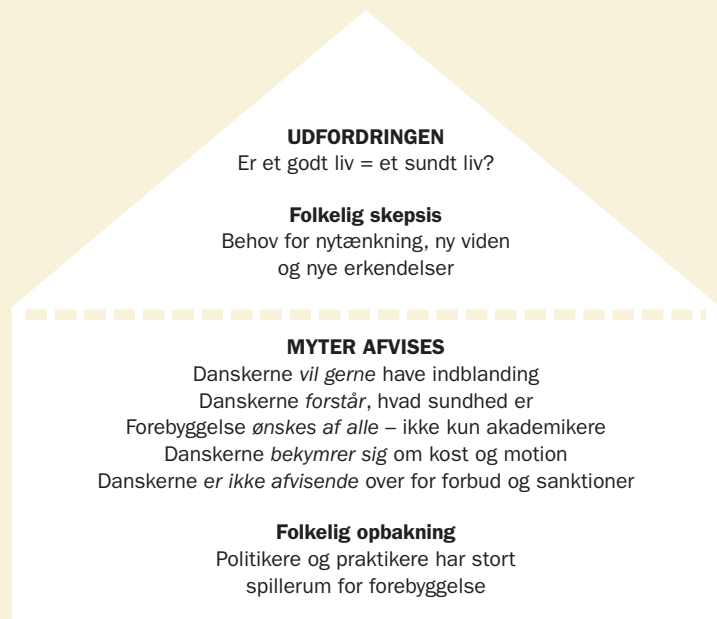 UDFORDRINGEN
Er et godt liv = et sundt liv?
Folkelig skepsis
Behov for nytænkning, ny viden
og nye erkendelser
MYTER AFVISES
Danskerne vil gerne have indblanding
Danskerne forstår, hvad sundhed er
Forebyggelse ønskes af alle – ikke kun akademikere
Danskerne bekymrer sig om kost og motion
Danskerne er ikke afvisende over for forbud og sanktioner
Folkelig opbakning
Politikere og praktikere har stort
spillerum for forebyggelse